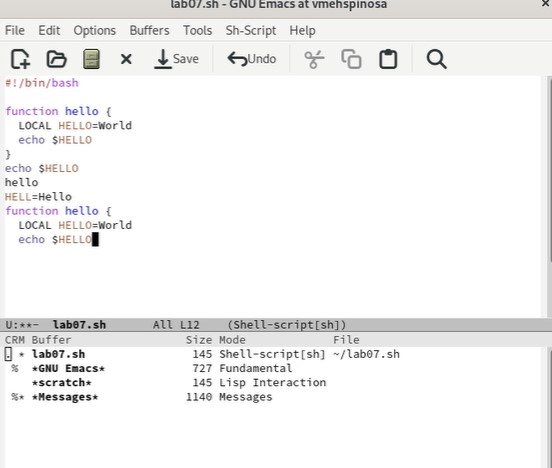 lab07.sh - GNU Emacs at vmehspinosa
File Edit Options Buffers Tools Sh-Script Help
Save Undo
#!/bin/bash
function hello {
  LOCAL HELLO=World
  echo $HELLO
}
echo $HELLO
hello
HELL=Hello
function hello {
  LOCAL HELLO=World
  echo $HELLO
U:**-  lab07.sh       All L12    (Shell-script[sh])
CRM Buffer                Size Mode             File
. * lab07.sh               145 Shell-script[sh] ~/lab07.sh
 %  *GNU Emacs*            727 Fundamental
    *scratch*              145 Lisp Interaction
 %* *Messages*            1140 Messages